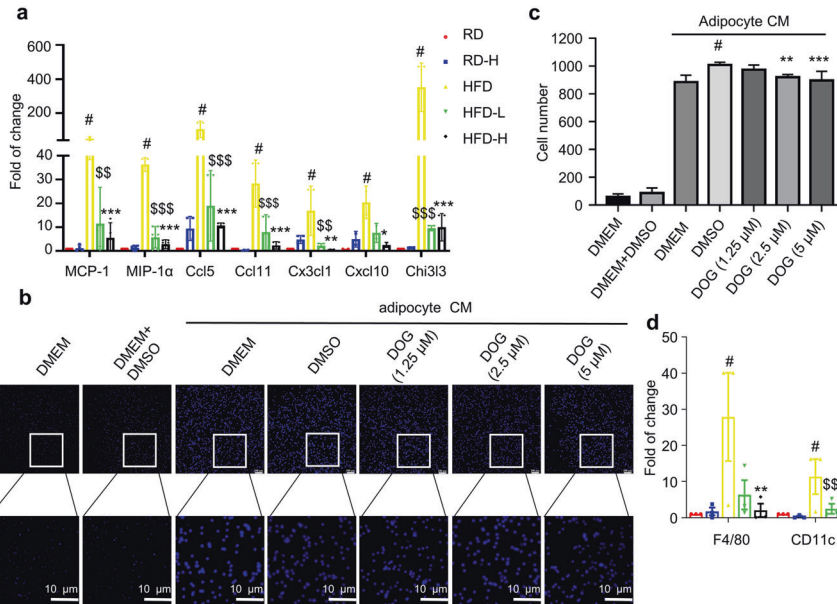 a
600
400
200
40
30
20
10
0
Fold of change
#
$$
***
#
$$$
***
#
$$$
***
#
$$$
***
#
$$
**
#
*
#
$$$
***
MCP-1
MIP-1α
Ccl5
Ccl11
Cx3cl1
Cxcl10
Chi3l3
RD
RD-H
HFD
HFD-L
HFD-H
c
Adipocyte CM
1200
1000
800
600
400
200
0
Cell number
#
**
***
DMEM
DMEM+DMSO
DMEM
DMSO
DOG (1.25 μM)
DOG (2.5 μM)
DOG (5 μM)
b
adipocyte CM
DMEM
DMEM+
DMSO
DMEM
DMSO
DOG
(1.25 μM)
DOG
(2.5 μM)
DOG
(5 μM)
10 μm
10 μm
10 μm
10 μm
10 μm
10 μm
10 μm
d
50
40
30
20
10
0
Fold of change
#
**
#
$$
F4/80
CD11c